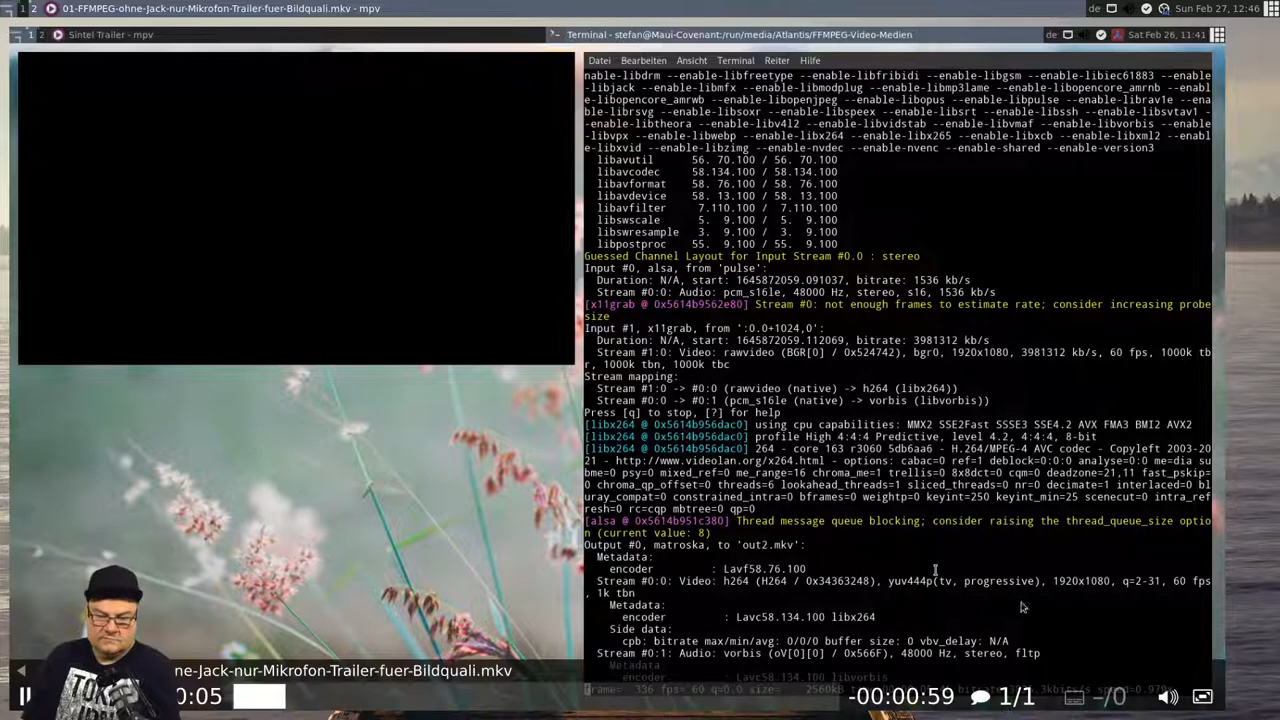 1 2 01-FFMPEG-ohne-Jack-nur-Mikrofon-Trailer-fuer-Bildquali.mkv - mpv de Sun Feb 27, 12:46
1 2 Sintel Trailer - mpv Terminal - stefan@Maui-Covenant:/run/media/Atlantis/FFMPEG-Video-Medien de Sat Feb 26, 11:41
Datei Bearbeiten Ansicht Terminal Reiter Hilfe
nable-libdrm --enable-libfreetype --enable-libfribidi --enable-libgsm --enable-libiec61883 --enable
-libjack --enable-libmfx --enable-libmodplug --enable-libmp3lame --enable-libopencore_amrnb --enabl
e-libopencore_amrwb --enable-libopenjpeg --enable-libopus --enable-libpulse --enable-librav1e --ena
ble-librsvg --enable-libsoxr --enable-libspeex --enable-libsrt --enable-libssh --enable-libsvtav1 -
-enable-libtheora --enable-libv4l2 --enable-libvidstab --enable-libvmaf --enable-libvorbis --enable
-libvpx --enable-libwebp --enable-libx264 --enable-libx265 --enable-libxcb --enable-libxml2 --enabl
e-libxvid --enable-libzimg --enable-nvdec --enable-nvenc --enable-shared --enable-version3
libavutil 56. 70.100 / 56. 70.100
libavcodec 58.134.100 / 58.134.100
libavformat 58. 76.100 / 58. 76.100
libavdevice 58. 13.100 / 58. 13.100
libavfilter 7.110.100 / 7.110.100
libswscale 5. 9.100 / 5. 9.100
libswresample 3. 9.100 / 3. 9.100
libpostproc 55. 9.100 / 55. 9.100
Guessed Channel Layout for Input Stream #0.0 : stereo
Input #0, alsa, from 'pulse':
Duration: N/A, start: 1645872059.091037, bitrate: 1536 kb/s
Stream #0:0: Audio: pcm_s16le, 48000 Hz, stereo, s16, 1536 kb/s
[x11grab @ 0x5614b9562e80] Stream #0: not enough frames to estimate rate; consider increasing probe
size
Input #1, x11grab, from ':0.0+1024,0':
Duration: N/A, start: 1645872059.112069, bitrate: 3981312 kb/s
Stream #1:0: Video: rawvideo (BGR[0] / 0x524742), bgr0, 1920x1080, 3981312 kb/s, 60 fps, 1000k tb
r, 1000k tbn, 1000k tbc
Stream mapping:
Stream #1:0 -> #0:0 (rawvideo (native) -> h264 (libx264))
Stream #0:0 -> #0:1 (pcm_s16le (native) -> vorbis (libvorbis))
Press [q] to stop, [?] for help
[libx264 @ 0x5614b956dac0] using cpu capabilities: MMX2 SSE2Fast SSSE3 SSE4.2 AVX FMA3 BMI2 AVX2
[libx264 @ 0x5614b956dac0] profile High 4:4:4 Predictive, level 4.2, 4:4:4, 8-bit
[libx264 @ 0x5614b956dac0] 264 - core 163 r3060 5db6aa6 - H.264/MPEG-4 AVC codec - Copyleft 2003-20
21 - http://www.videolan.org/x264.html - options: cabac=0 ref=1 deblock=0:0:0 analyse=0:0 me=dia su
bme=0 psy=0 mixed_ref=0 me_range=16 chroma_me=1 trellis=0 8x8dct=0 cqm=0 deadzone=21,11 fast_pskip=
0 chroma_qp_offset=0 threads=6 lookahead_threads=1 sliced_threads=0 nr=0 decimate=1 interlaced=0 bl
uray_compat=0 constrained_intra=0 bframes=0 weightp=0 keyint=250 keyint_min=25 scenecut=0 intra_ref
resh=0 rc=cqp mbtree=0 qp=0
[alsa @ 0x5614b951c380] Thread message queue blocking; consider raising the thread_queue_size optio
n (current value: 8)
Output #0, matroska, to 'out2.mkv':
Metadata:
encoder : Lavf58.76.100
Stream #0:0: Video: h264 (H264 / 0x34363248), yuv444p(tv, progressive), 1920x1080, q=2-31, 60 fps
, 1k tbn
Metadata:
encoder : Lavc58.134.100 libx264
Side data:
cpb: bitrate max/min/avg: 0/0/0 buffer size: 0 vbv_delay: N/A
Stream #0:1: Audio: vorbis (oV[0][0] / 0x566F), 48000 Hz, stereo, fltp
Metadata
encoder : Lavc58.134.100 libvorbis
frame= 336 fps= 60 q=0.0 size= 2560kB
ne-Jack-nur-Mikrofon-Trailer-fuer-Bildquali.mkv
0:05 -00:00:59 1/1 -/0